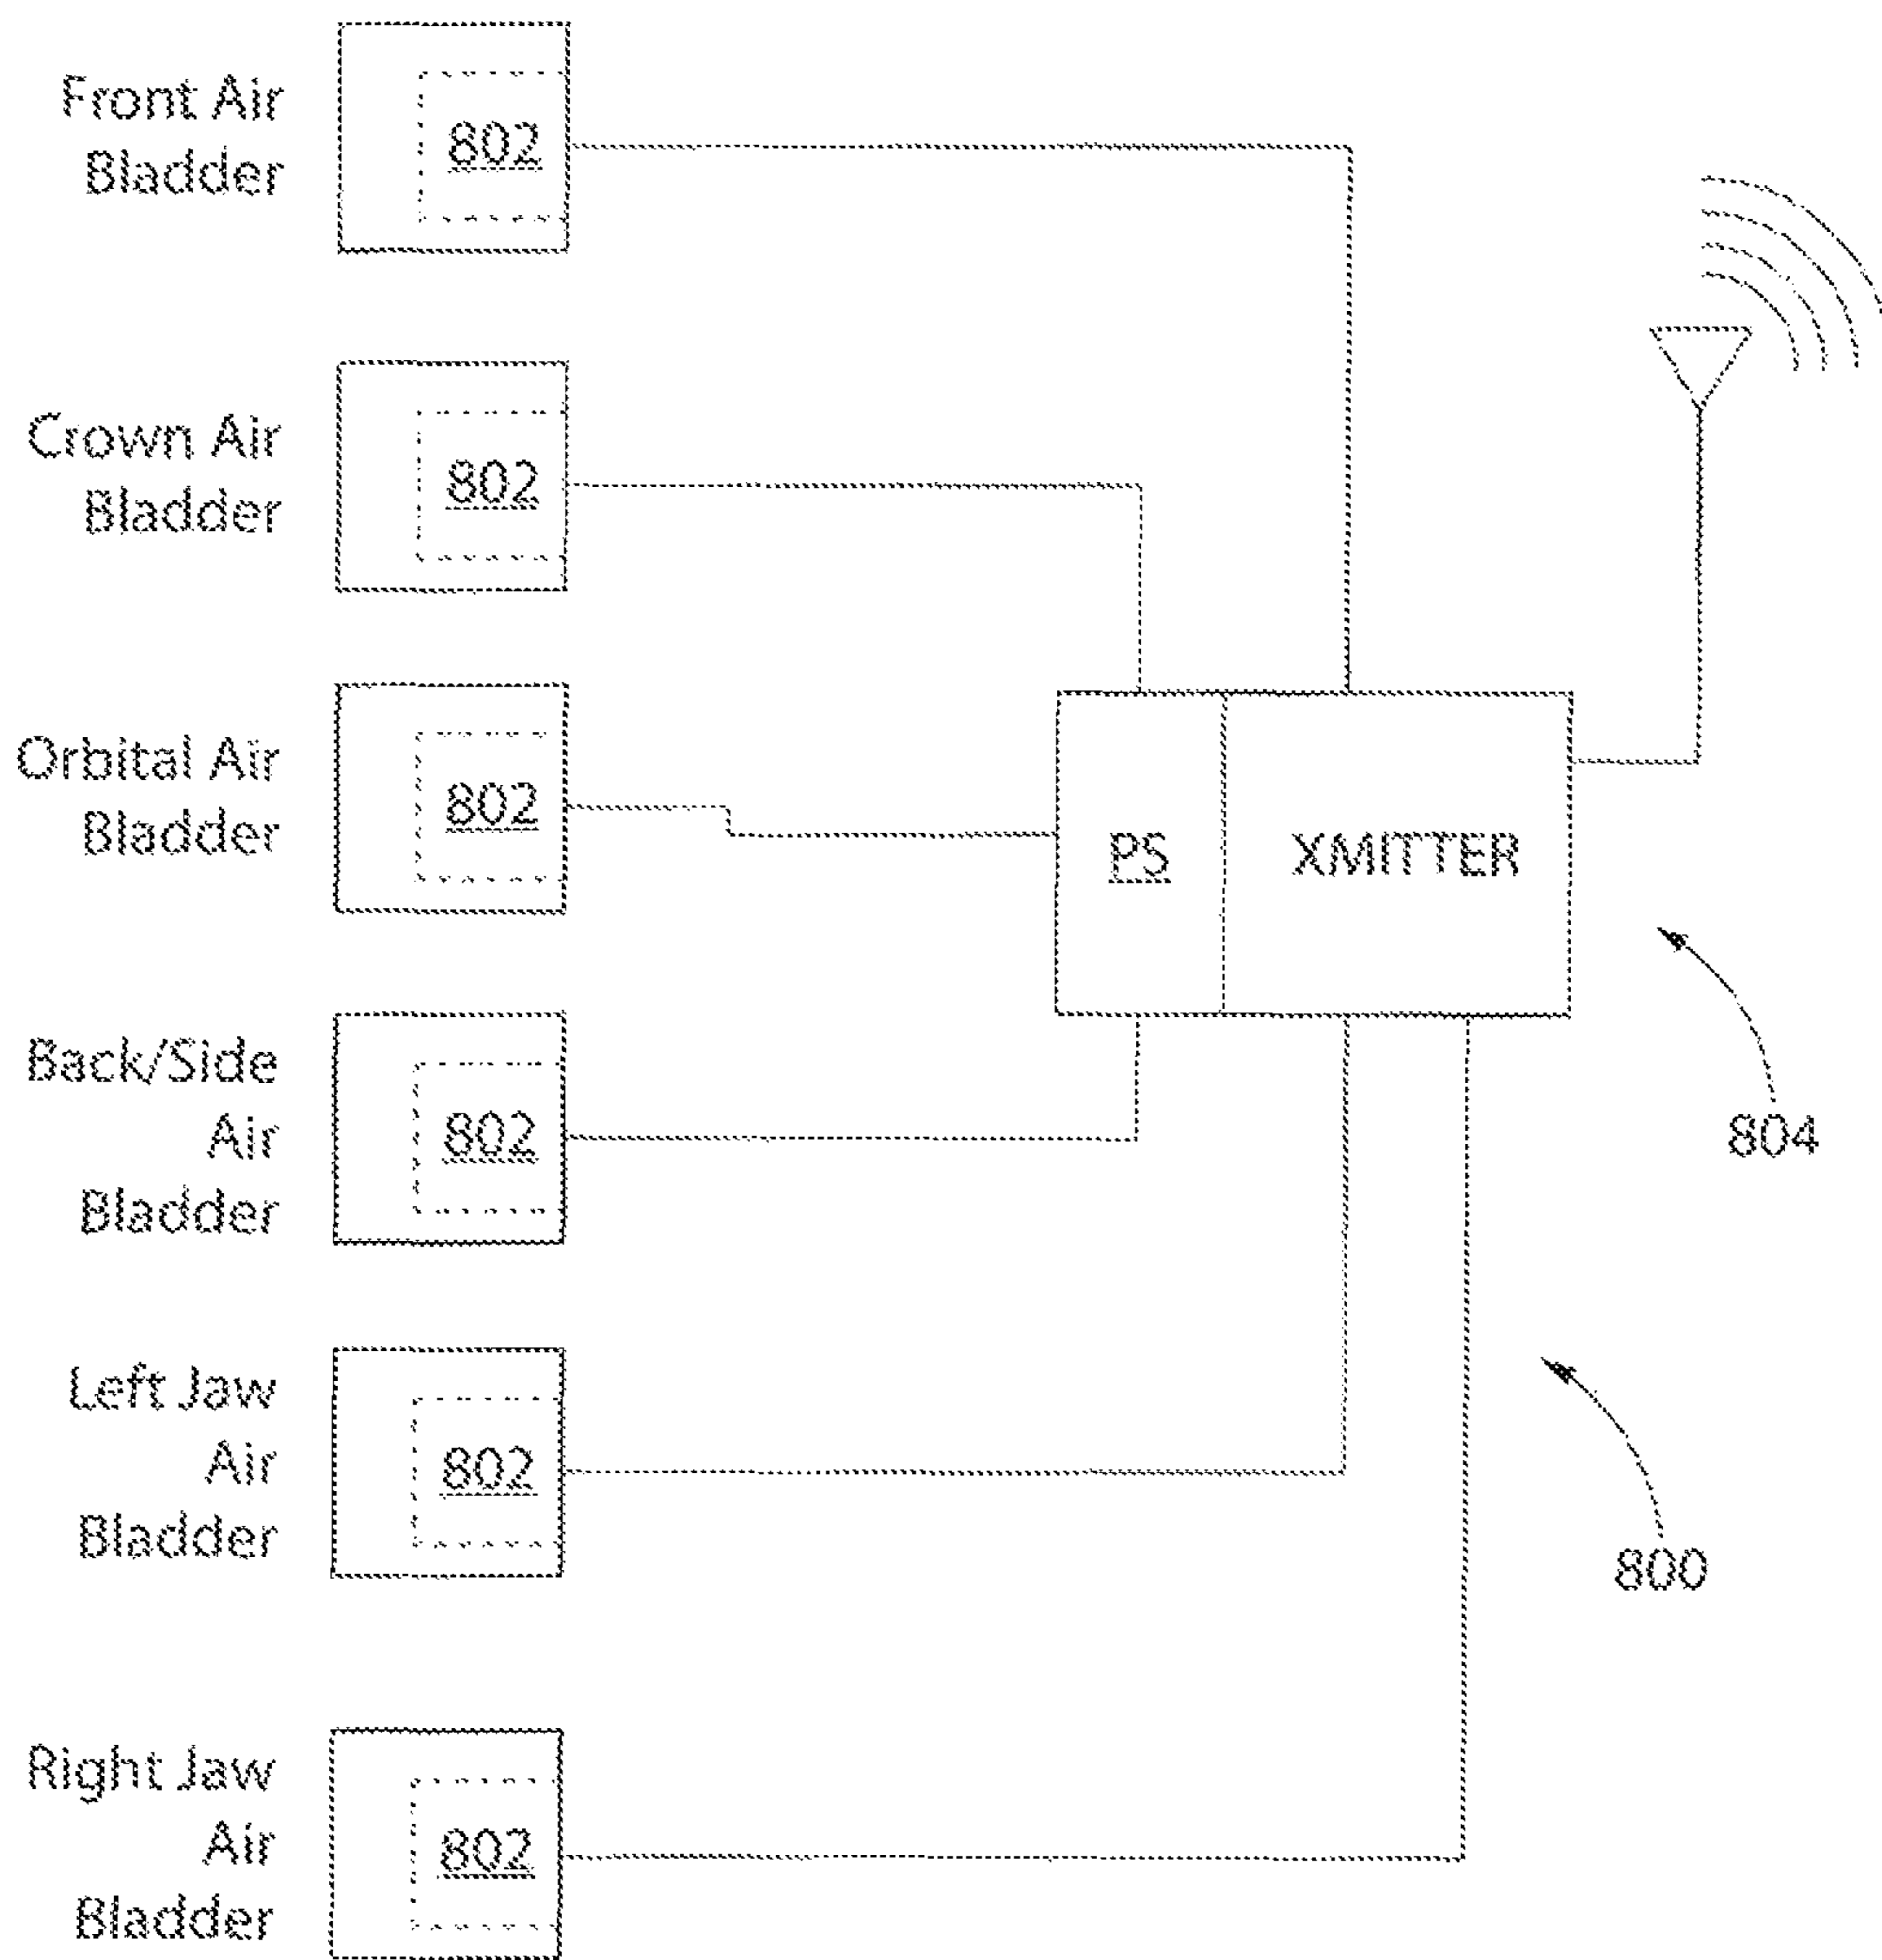 Front Air
Bladder
802
Crown Air
Bladder
802
Orbital Air
Bladder
802
PS
XMITTER
Back/Side
Air
Bladder
802
804
Left Jaw
Air
Bladder
802
800
Right Jaw
Air
Bladder
802